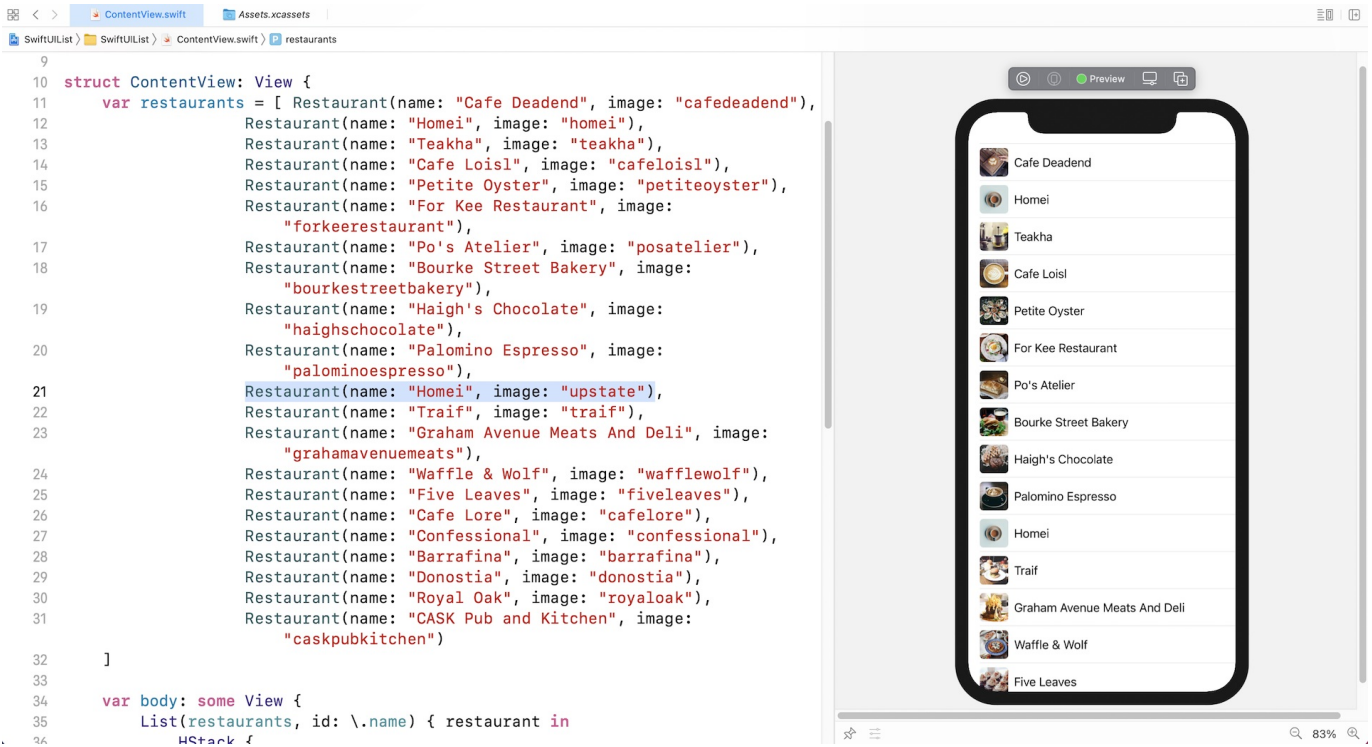 ContentView.swift
Assets.xcassets
SwiftUIList
SwiftUIList
ContentView.swift
P restaurants
9
10 struct ContentView: View {
11 var restaurants = [ Restaurant(name: "Cafe Deadend", image: "cafedeadend"),
12 Restaurant(name: "Homei", image: "homei"),
13 Restaurant(name: "Teakha", image: "teakha"),
14 Restaurant(name: "Cafe Loisl", image: "cafeloisl"),
15 Restaurant(name: "Petite Oyster", image: "petiteoyster"),
16 Restaurant(name: "For Kee Restaurant", image:
"forkeerestaurant"),
17 Restaurant(name: "Po's Atelier", image: "posatelier"),
18 Restaurant(name: "Bourke Street Bakery", image:
"bourkestreetbakery"),
19 Restaurant(name: "Haigh's Chocolate", image:
"haighschocolate"),
20 Restaurant(name: "Palomino Espresso", image:
"palominoespresso"),
21 Restaurant(name: "Homei", image: "upstate"),
22 Restaurant(name: "Traif", image: "traif"),
23 Restaurant(name: "Graham Avenue Meats And Deli", image:
"grahamavenuemeats"),
24 Restaurant(name: "Waffle & Wolf", image: "wafflewolf"),
25 Restaurant(name: "Five Leaves", image: "fiveleaves"),
26 Restaurant(name: "Cafe Lore", image: "cafelore"),
27 Restaurant(name: "Confessional", image: "confessional"),
28 Restaurant(name: "Barrafina", image: "barrafina"),
29 Restaurant(name: "Donostia", image: "donostia"),
30 Restaurant(name: "Royal Oak", image: "royaloak"),
31 Restaurant(name: "CASK Pub and Kitchen", image:
"caskpubkitchen")
32 ]
33
34 var body: some View {
35 List(restaurants, id: \.name) { restaurant in
36 HStack {
Preview
Cafe Deadend
Homei
Teakha
Cafe Loisl
Petite Oyster
For Kee Restaurant
Po's Atelier
Bourke Street Bakery
Haigh's Chocolate
Palomino Espresso
Homei
Traif
Graham Avenue Meats And Deli
Waffle & Wolf
Five Leaves
83%